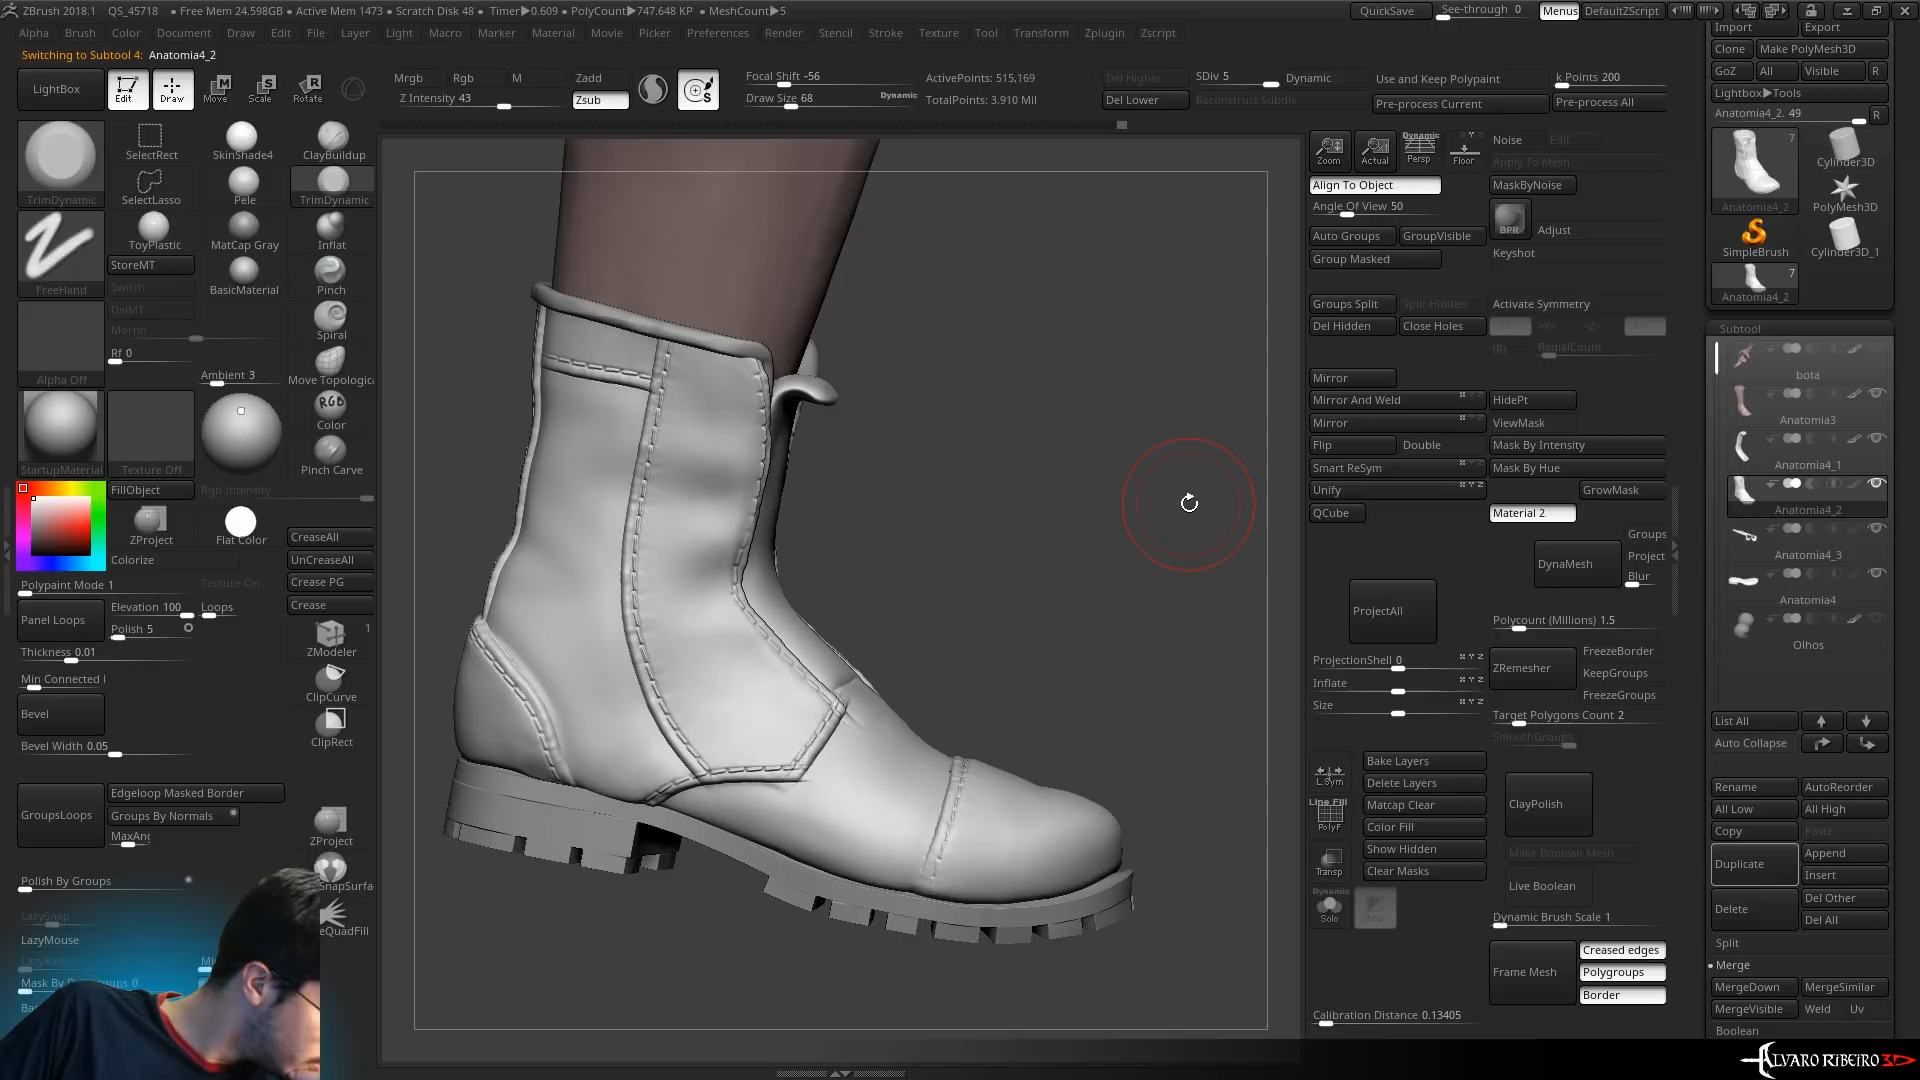 ZBrush 2018.1 QS_45718 • Free Mem 24.598GB • Active Mem 1473 • Scratch Disk 48 • Timer▶0.609 • PolyCount▶747.648 KP • MeshCount▶5 QuickSave See-through 0 Menus DefaultZScript
Alpha Brush Color Document Draw Edit File Layer Light Macro Marker Material Movie Picker Preferences Render Stencil Stroke Texture Tool Transform Zplugin Zscript
Switching to Subtool 4: Anatomia4_2
LightBox Edit Draw Move Scale Rotate
Mrgb Rgb M Zadd
Z Intensity 43 Zsub
Focal Shift -56
Draw Size 68 Dynamic
ActivePoints: 515,169
TotalPoints: 3.910 Mil
Del Higher SDiv 5 Dynamic
Del Lower Reconstruct Subdiv
Use and Keep Polypaint k Points 200
Pre-process Current Pre-process All
TrimDynamic
FreeHand
Alpha Off
StartupMaterial
SelectRect SkinShade4 ClayBuildup
SelectLasso Pele TrimDynamic
ToyPlastic MatCap Gray Inflat
StoreMT
Switch BasicMaterial Pinch
DelMT
Morph Spiral
Rf 0
Ambient 3 Move Topologic
RGB
Color
Texture Off Pinch Carve
FillObject Rgb Intensity
ZProject Flat Color CreaseAll
Colorize UnCreaseAll
Polypaint Mode 1 Texture On Crease PG
Panel Loops Elevation 100 Loops Crease
Polish 5
Thickness 0.01 ZModeler 1
Min Connected
Bevel ClipCurve
Bevel Width 0.05 ClipRect
GroupsLoops Edgeloop Masked Border
Groups By Normals
MaxAng ZProject
Polish By Groups
LazySnap
LazyMouse
LazyRadius
Zoom Actual Dynamic Persp Floor
Align To Object
Angle Of View 50
Auto Groups GroupVisible
Group Masked
Groups Split Split Hidden
Del Hidden Close Holes
Mirror
Mirror And Weld
Mirror
Flip Double
Smart ReSym
Unify
QCube
ProjectAll
ProjectionShell 0
Inflate
Size
L.Sym Bake Layers
Delete Layers
Line Fill Matcap Clear
PolyF Color Fill
Show Hidden
Transp Clear Masks
Dynamic
Solo Ghost
Calibration Distance 0.13405
Noise Edit
Apply To Mesh
MaskByNoise
BPR Adjust
Keyshot
Activate Symmetry
>Y< >Z<
(R) RadialCount
HidePt
ViewMask
Mask By Intensity
Mask By Hue
GrowMask
Material 2
Groups
DynaMesh Project
Blur
Polycount (Millions) 1.5
ZRemesher FreezeBorder
KeepGroups
FreezeGroups
Target Polygons Count 2
SmoothGroups
ClayPolish
Make Boolean Mesh
Live Boolean
Dynamic Brush Scale 1
Frame Mesh Creased edges
Polygroups
Border
Import Export
Clone Make PolyMesh3D
GoZ All Visible R
Lightbox▶Tools
Anatomia4_2. 49 R
7
Anatomia4_2 Cylinder3D
PolyMesh3D
SimpleBrush Cylinder3D_1
7
Anatomia4_2
Subtool
bota
Anatomia3
Anatomia4_1
Anatomia4_2
Anatomia4_3
Anatomia4
Olhos
List All
Auto Collapse
Rename AutoReorder
All Low All High
Copy Paste
Duplicate Append
Insert
Delete Del Other
Del All
Split
Merge
MergeDown MergeSimilar
MergeVisible Weld Uv
Boolean
ALVARO RIBEIRO 3D